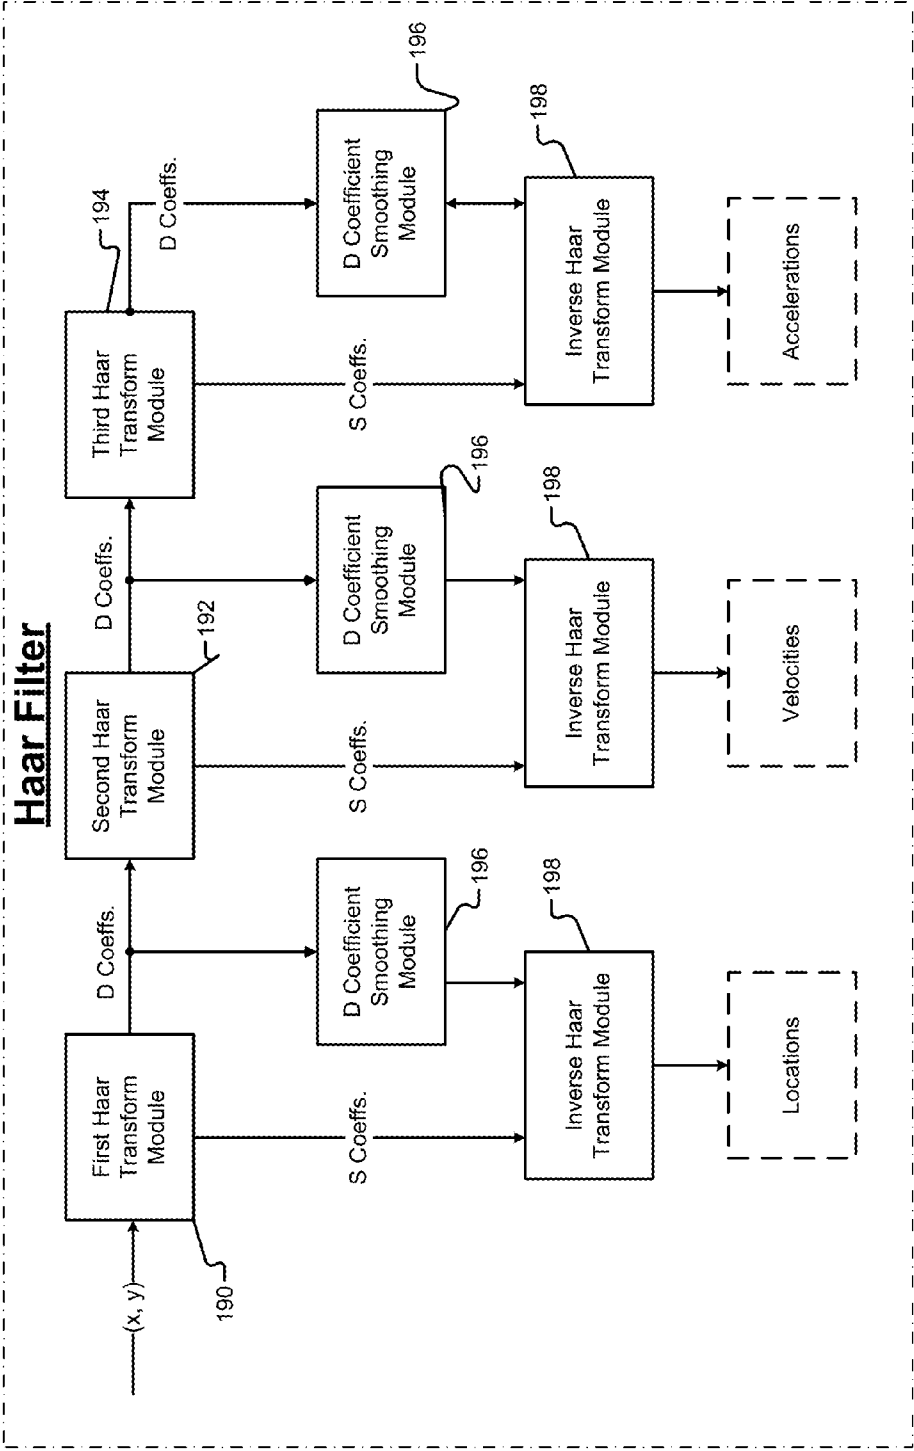 Haar Filter
(x, y)
190
First Haar
Transform
Module
D Coeffs.
Second Haar
Transform
Module
192
D Coeffs.
Third Haar
Transform
Module
194
D Coeffs.
S Coeffs.
D Coefficient
Smoothing
Module
196
S Coeffs.
D Coefficient
Smoothing
Module
196
S Coeffs.
D Coefficient
Smoothing
Module
196
Inverse Haar
Transform Module
198
Inverse Haar
Transform Module
198
Inverse Haar
Transform Module
198
Locations
Velocities
Accelerations